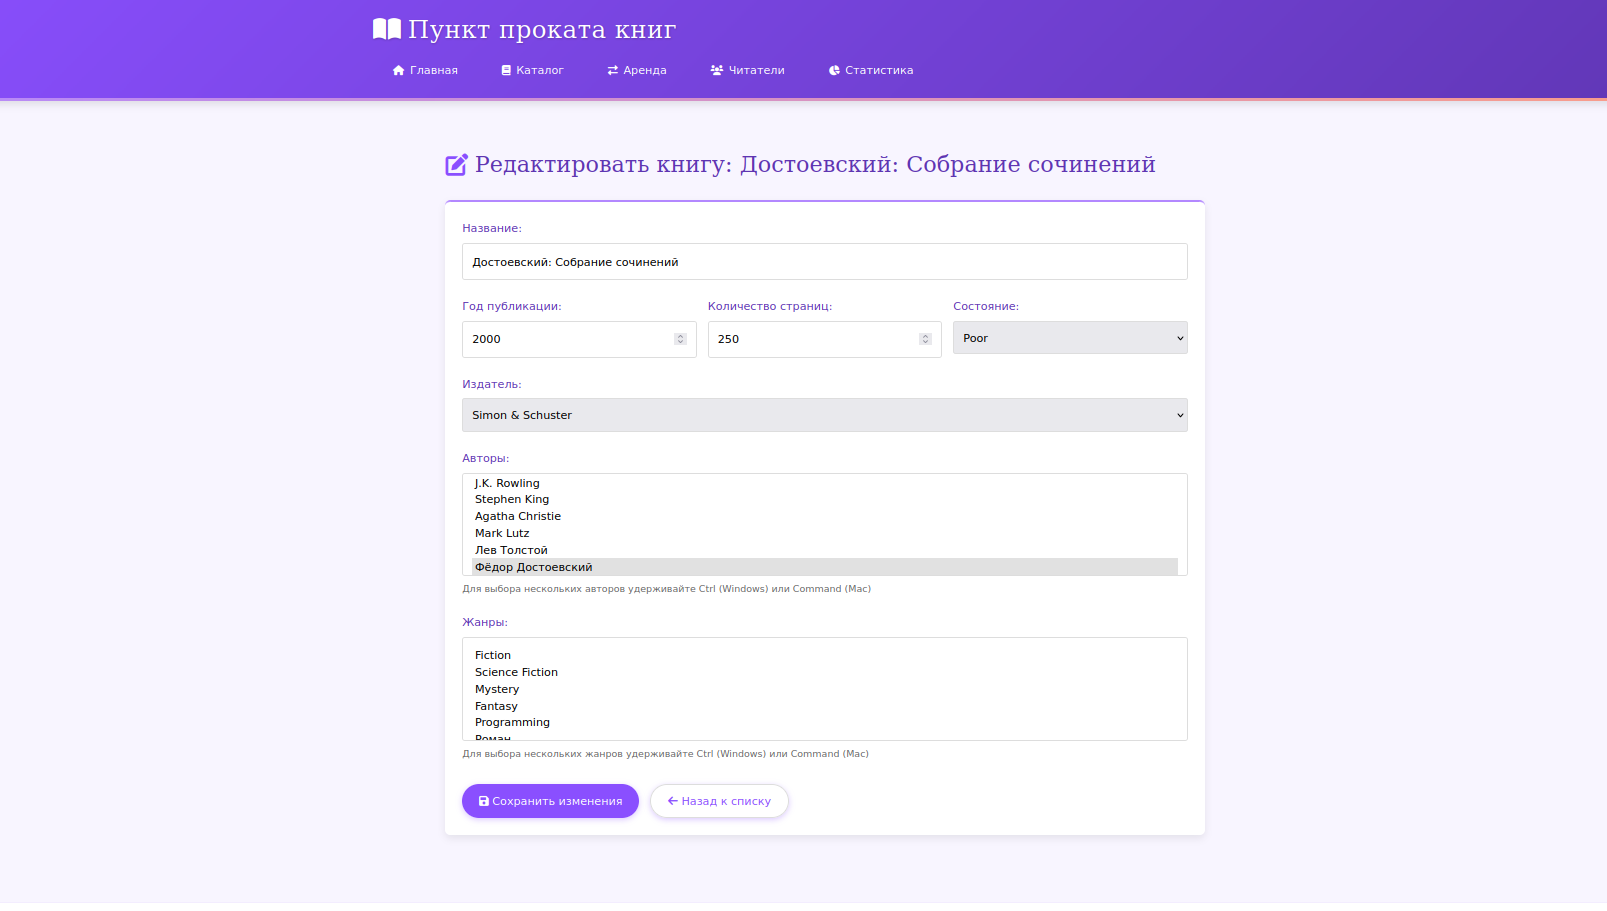 Пункт проката книг
Главная Каталог Аренда Читатели Статистика
Редактировать книгу: Достоевский: Собрание сочинений
Название:
Достоевский: Собрание сочинений
Год публикации: Количество страниц: Состояние:
2000 250 Poor
Издатель:
Simon & Schuster
Авторы:
J.K. Rowling
Stephen King
Agatha Christie
Mark Lutz
Лев Толстой
Фёдор Достоевский
Для выбора нескольких авторов удерживайте Ctrl (Windows) или Command (Mac)
Жанры:
Fiction
Science Fiction
Mystery
Fantasy
Programming
Роман
Для выбора нескольких жанров удерживайте Ctrl (Windows) или Command (Mac)
Сохранить изменения Назад к списку